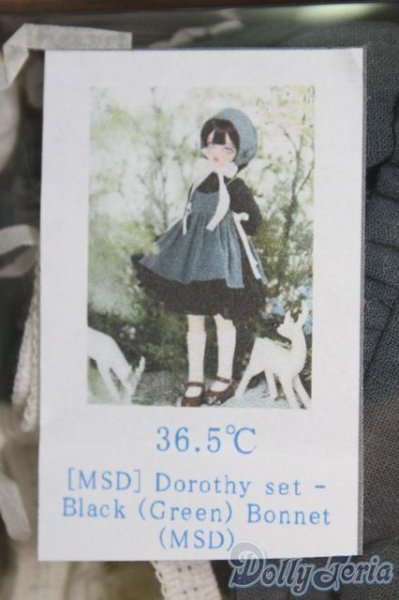 36.5℃
[MSD] Dorothy set -
Black (Green) Bonnet
(MSD)
DollyTeria